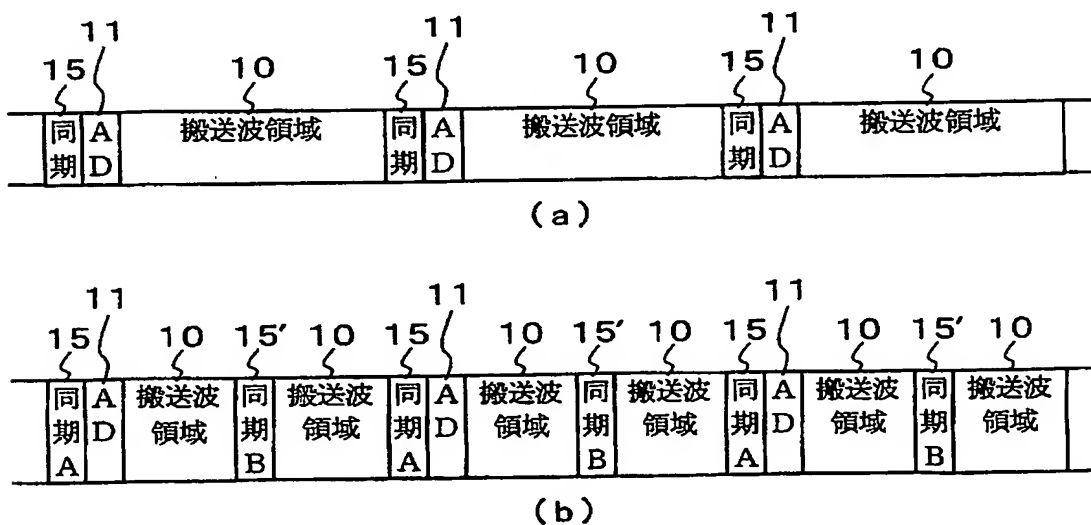 11 11 11
15 10 15 10 15 10
同期 AD 搬送波領域 同期 AD 搬送波領域 同期 AD 搬送波領域
(a)
11 11 11
15 10 15′ 10 15 10 15′ 10 15 10 15′ 10
同期A AD 搬送波領域 同期B 搬送波領域 同期A AD 搬送波領域 同期B 搬送波領域 同期A AD 搬送波領域 同期B 搬送波領域
(b)